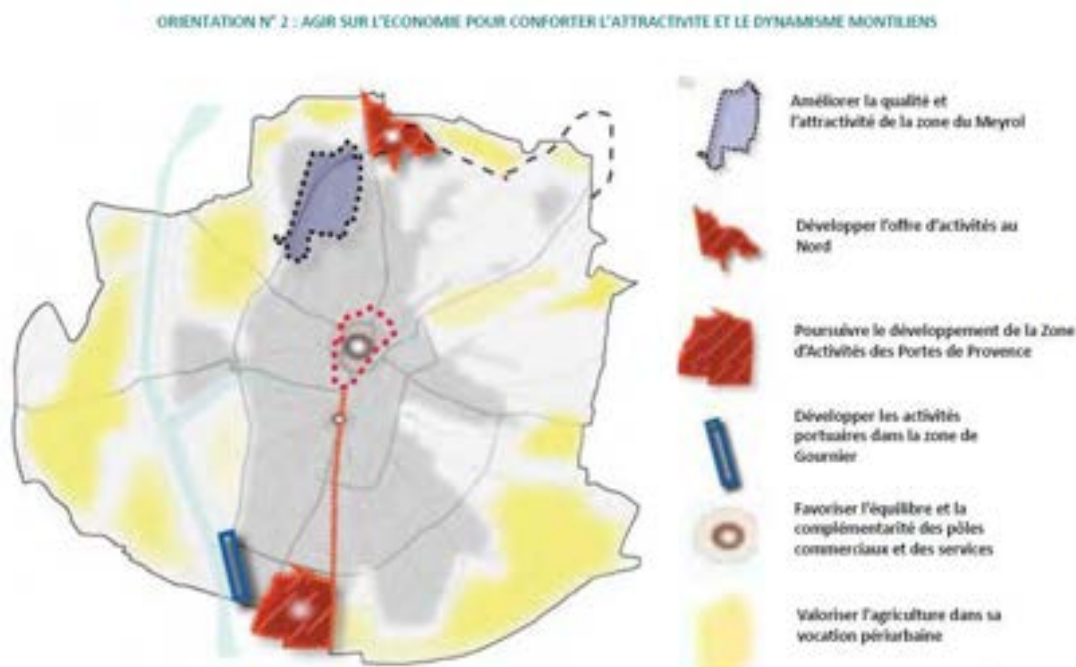 ORIENTATION N° 2 : AGIR SUR L'ECONOMIE POUR CONFORTER L'ATTRACTIVITE ET LE DYNAMISME MONTILIENS
Améliorer la qualité et
l'attractivité de la zone du Meyrol
Développer l'offre d'activités au
Nord
Poursuivre le développement de la Zone
d'Activités des Portes de Provence
Développer les activités
portuaires dans la zone de
Gournier
Favoriser l'équilibre et la
complémentarité des pôles
commerciaux et des services
Valoriser l'agriculture dans sa
vocation périurbaine